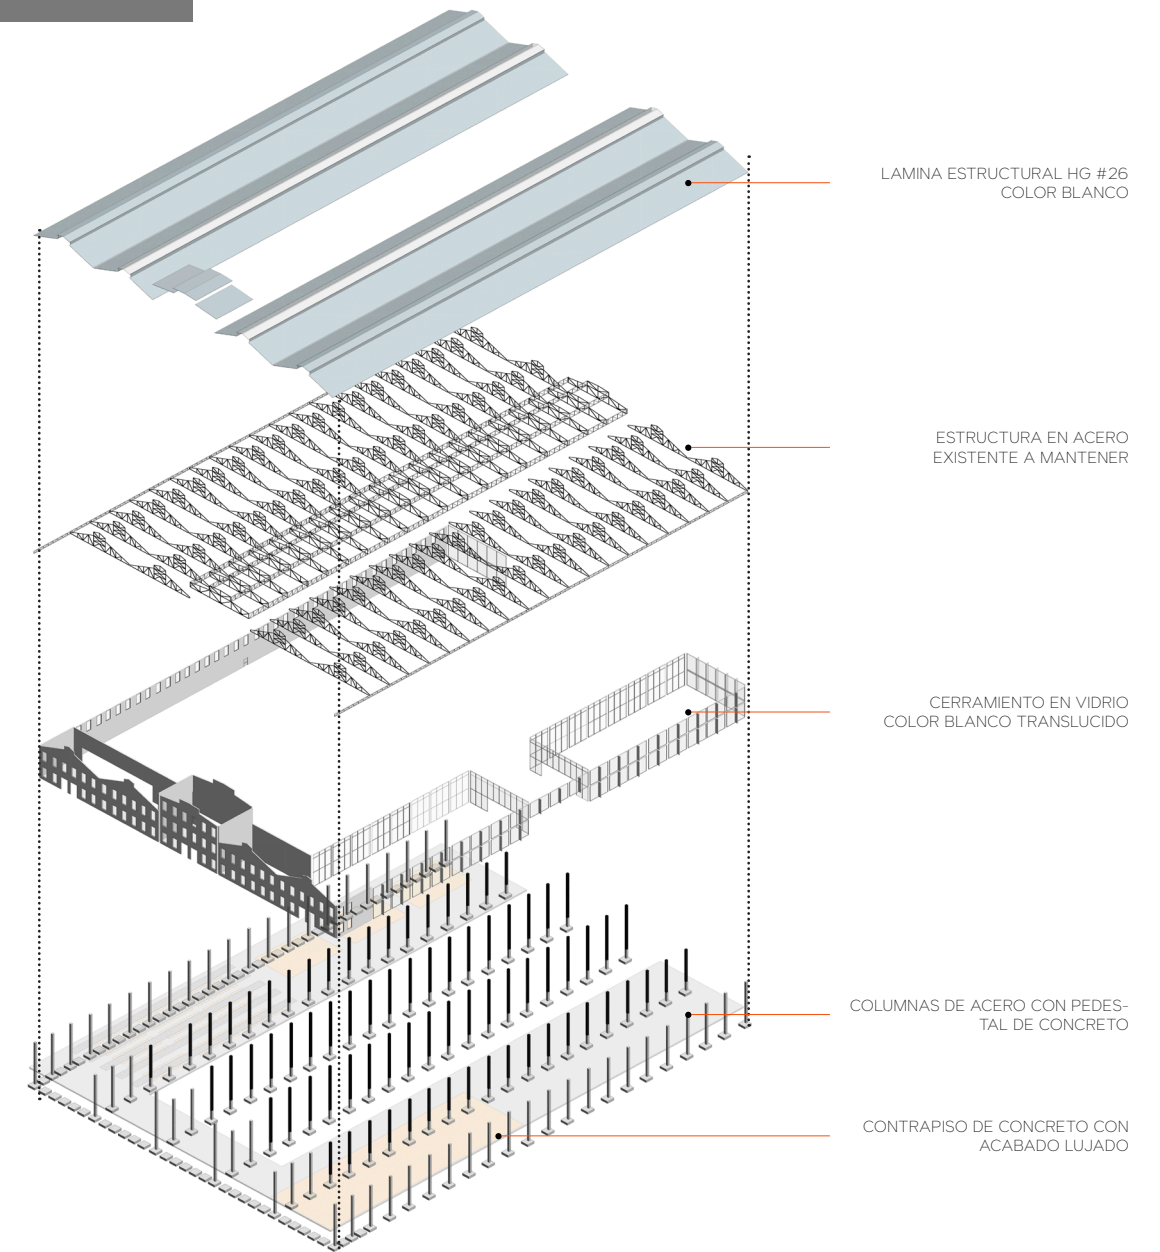 LAMINA ESTRUCTURAL HG #26
COLOR BLANCO
ESTRUCTURA EN ACERO
EXISTENTE A MANTENER
CERRAMIENTO EN VIDRIO
COLOR BLANCO TRANSLUCIDO
COLUMNAS DE ACERO CON PEDES-
TAL DE CONCRETO
CONTRAPISO DE CONCRETO CON
ACABADO LUJADO